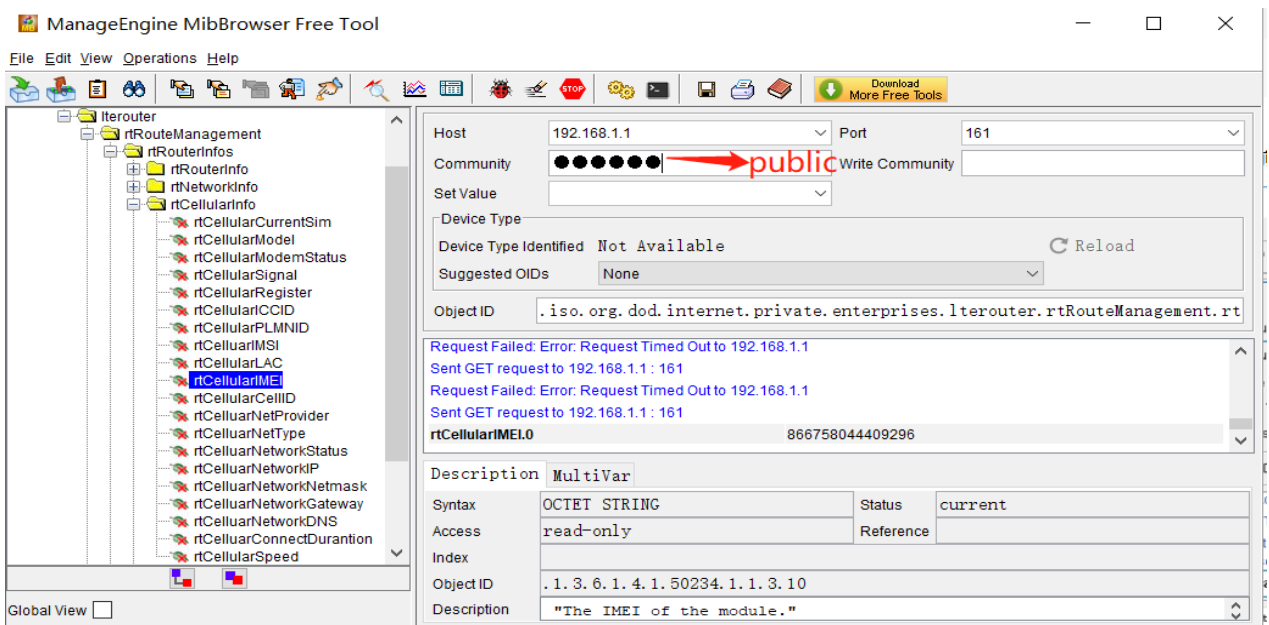 ManageEngine MibBrowser Free Tool
File Edit View Operations Help
STOP
Download
More Free Tools
lterouter
rtRouteManagement
rtRouterInfos
rtRouterInfo
rtNetworkInfo
rtCellularInfo
rtCellularCurrentSim
rtCellularModel
rtCellularModemStatus
rtCellularSignal
rtCellularRegister
rtCellularICCID
rtCellularPLMNID
rtCelluarIMSI
rtCellularLAC
rtCellularIMEI
rtCellularCellID
rtCelluarNetProvider
rtCelluarNetType
rtCelluarNetworkStatus
rtCelluarNetworkIP
rtCelluarNetworkNetmask
rtCelluarNetworkGateway
rtCelluarNetworkDNS
rtCelluarConnectDurantion
rtCellularSpeed
Global View
Host 192.168.1.1 Port 161
Community ●●●●●● public Write Community
Set Value
Device Type
Device Type Identified Not Available Reload
Suggested OIDs None
Object ID .iso.org.dod.internet.private.enterprises.lterouter.rtRouteManagement.rt
Request Failed: Error: Request Timed Out to 192.168.1.1
Sent GET request to 192.168.1.1 : 161
Request Failed: Error: Request Timed Out to 192.168.1.1
Sent GET request to 192.168.1.1 : 161
rtCellularIMEI.0 866758044409296
Description MultiVar
Syntax OCTET STRING Status current
Access read-only Reference
Index
Object ID .1.3.6.1.4.1.50234.1.1.3.10
Description "The IMEI of the module."